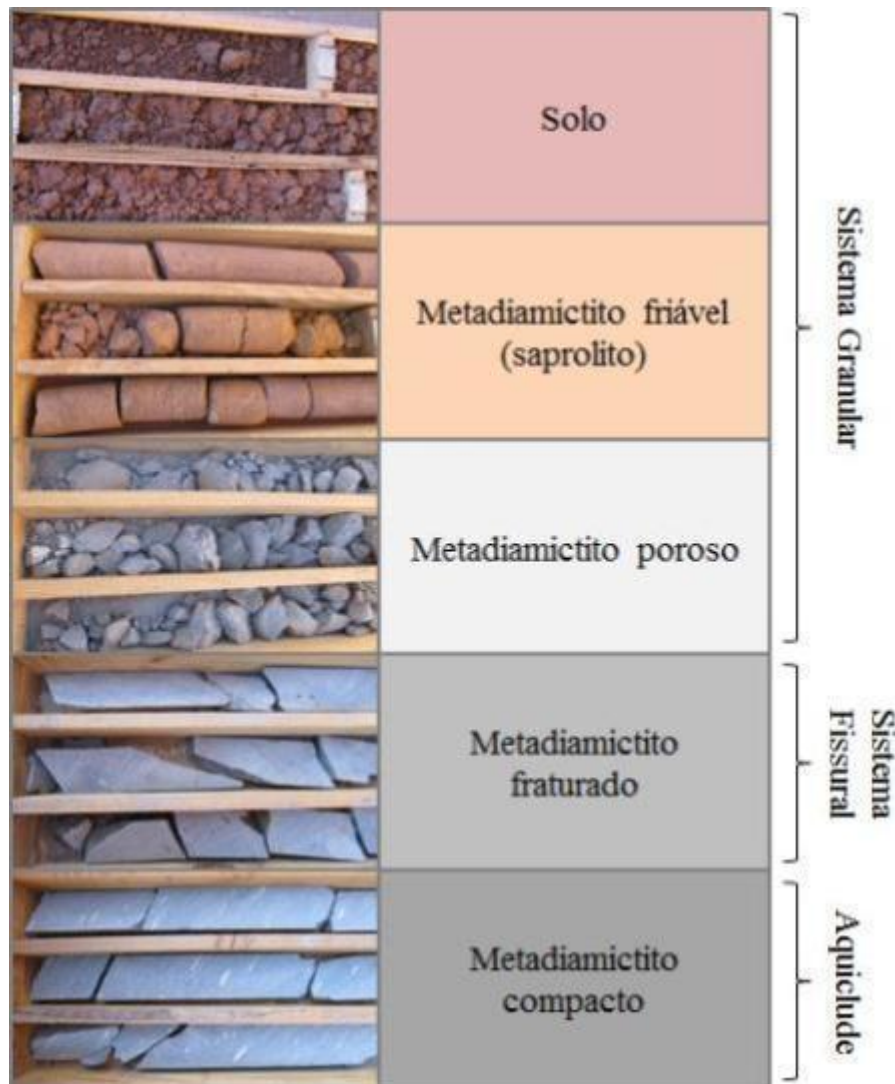 Solo
Metadiamictito friável
(saprolito)
Metadiamictito poroso
Sistema Granular
Metadiamictito
fraturado
Sistema
Fissural
Metadiamictito
compacto
Aquiclude